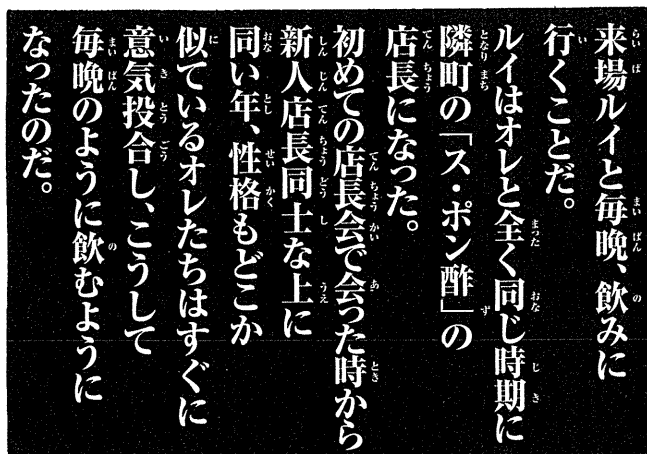 来場ルイと毎晩、飲みに
行くことだ。
ルイはオレと全く同じ時期に
隣町の「ス・ポン酢」の
店長になった。
初めての店長会で会った時から
新人店長同士な上に
同い年、性格もどこか
似ているオレたちはすぐに
意気投合し、こうして
毎晩のように飲むように
なったのだ。